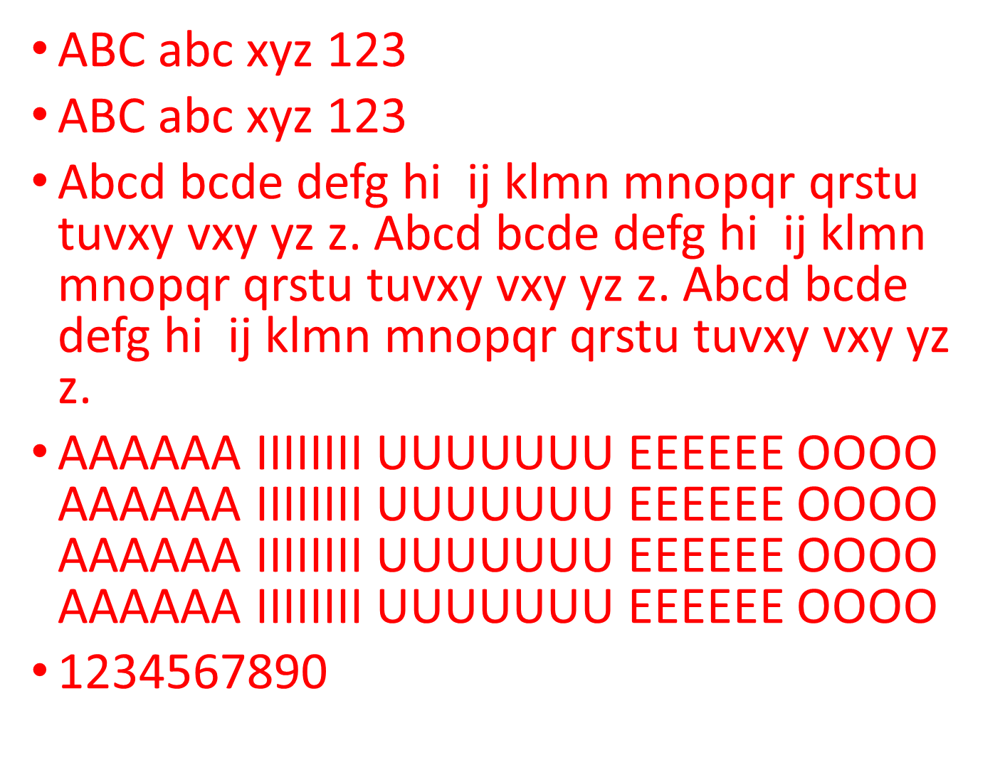 • ABC abc xyz 123
• ABC abc xyz 123
• Abcd bcde defg hi  ij klmn mnopqr qrstu
tuvxy vxy yz z. Abcd bcde defg hi  ij klmn
mnopqr qrstu tuvxy vxy yz z. Abcd bcde
defg hi  ij klmn mnopqr qrstu tuvxy vxy yz
z.
• AAAAAA IIIIIIII UUUUUUU EEEEEE OOOO
AAAAAA IIIIIIII UUUUUUU EEEEEE OOOO
AAAAAA IIIIIIII UUUUUUU EEEEEE OOOO
AAAAAA IIIIIIII UUUUUUU EEEEEE OOOO
• 1234567890